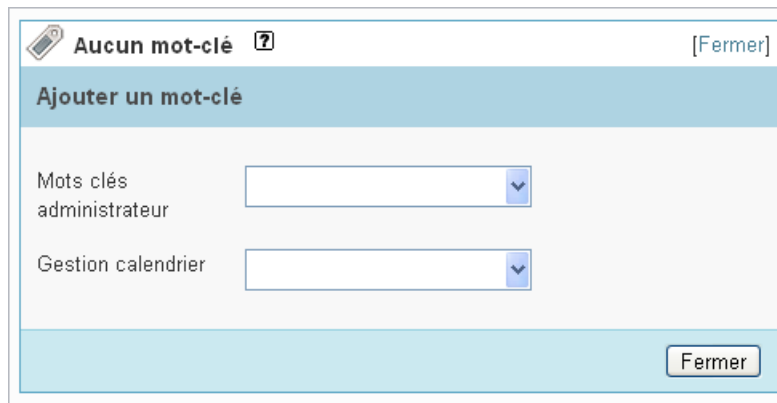 Aucun mot-clé ? [Fermer]
Ajouter un mot-clé
Mots clés
administrateur
Gestion calendrier
Fermer